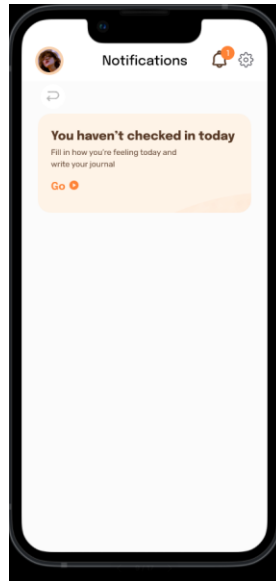 Notifications
1
You haven't checked in today
Fill in how you're feeling today and
write your journal
Go